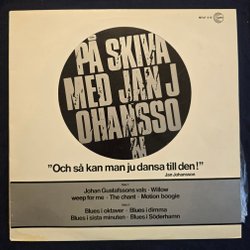 PÅ SKIVA
MED JAN J
OHANSSO
N
"Och så kan man ju dansa till den!"
Jan Johansson
Johan Gustafssons vals · Willow
weep for me · The chant · Motion boogie
Blues i oktaver · Blues i dimma
Blues i sista minuten · Blues i Söderhamn